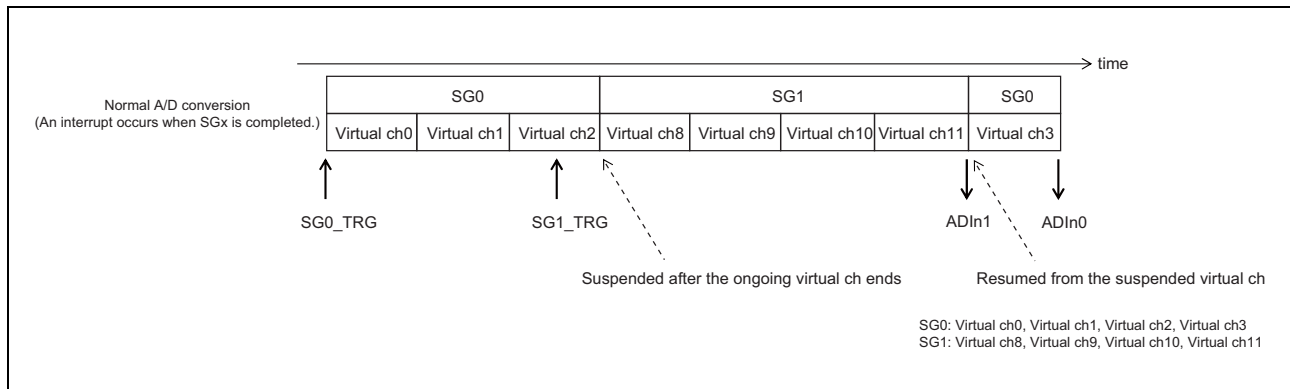 time
Normal A/D conversion
(An interrupt occurs when SGx is completed.)
SG0 SG1 SG0
Virtual ch0 Virtual ch1 Virtual ch2 Virtual ch8 Virtual ch9 Virtual ch10 Virtual ch11 Virtual ch3
SG0_TRG SG1_TRG ADIn1 ADIn0
Suspended after the ongoing virtual ch ends Resumed from the suspended virtual ch
SG0: Virtual ch0, Virtual ch1, Virtual ch2, Virtual ch3
SG1: Virtual ch8, Virtual ch9, Virtual ch10, Virtual ch11